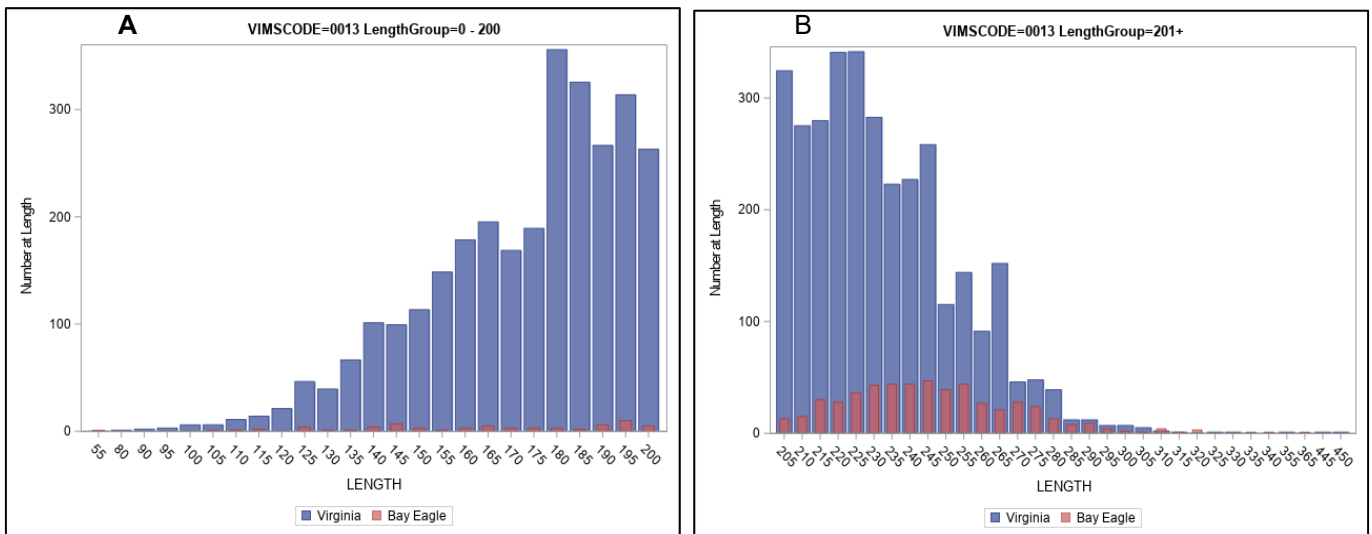 A
VIMSCODE=0013 LengthGroup=0 - 200
Number at Length
300
200
100
0
55 80 90 95 100 105 110 115 120 125 130 135 140 145 150 155 160 165 170 175 180 185 190 195 200
LENGTH
Virginia Bay Eagle
B
VIMSCODE=0013 LengthGroup=201+
Number at Length
300
200
100
0
205 210 215 220 225 230 235 240 245 250 255 260 265 270 275 280 285 290 295 300 305 310 315 320 325 330 335 340 355 365 445 450
LENGTH
Virginia Bay Eagle